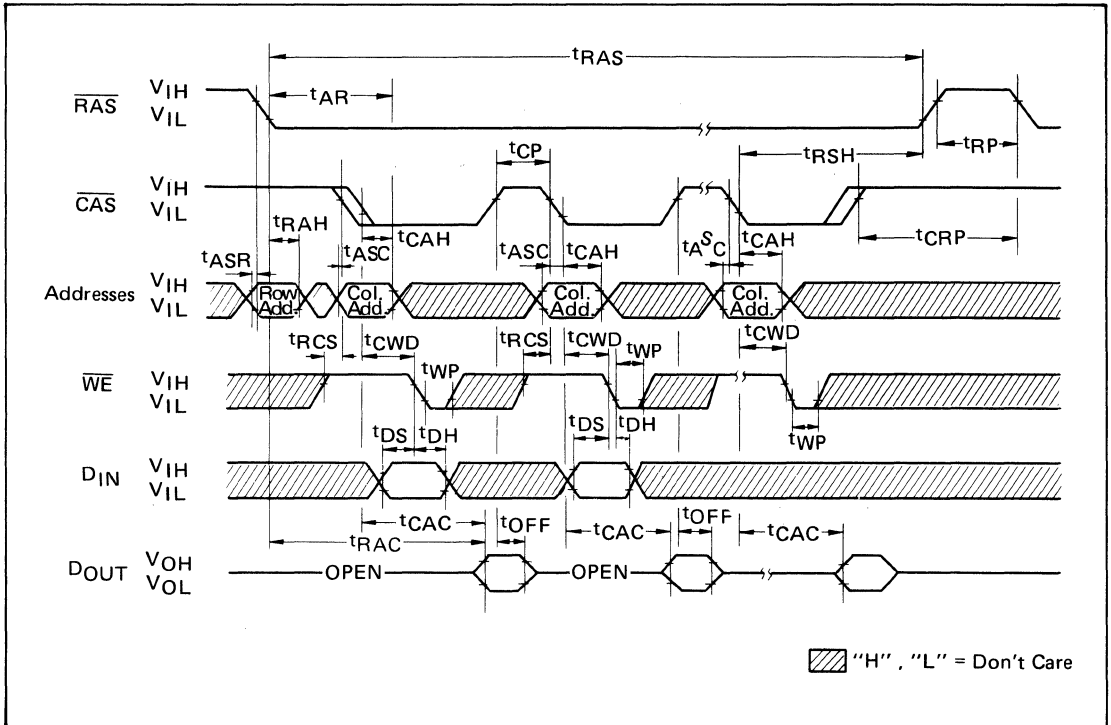 tRAS
RAS VIH
VIL
tAR
tRP
tRSH
tCP
CAS VIH
VIL
tRAH
tCAH
tCRP
tASR
tASC
tASC
tCAH
tASC
tCAH
Addresses VIH
VIL
Row Add.
Col. Add.
Col. Add.
Col. Add.
tRCS
tCWD
tRCS
tCWD
tWP
tCWD
WE VIH
VIL
tWP
tWP
tDS
tDH
tDS
tDH
DIN VIH
VIL
tCAC
tOFF
tCAC
tOFF
tCAC
tRAC
DOUT VOH
VOL
OPEN
OPEN
"H" , "L" = Don't Care